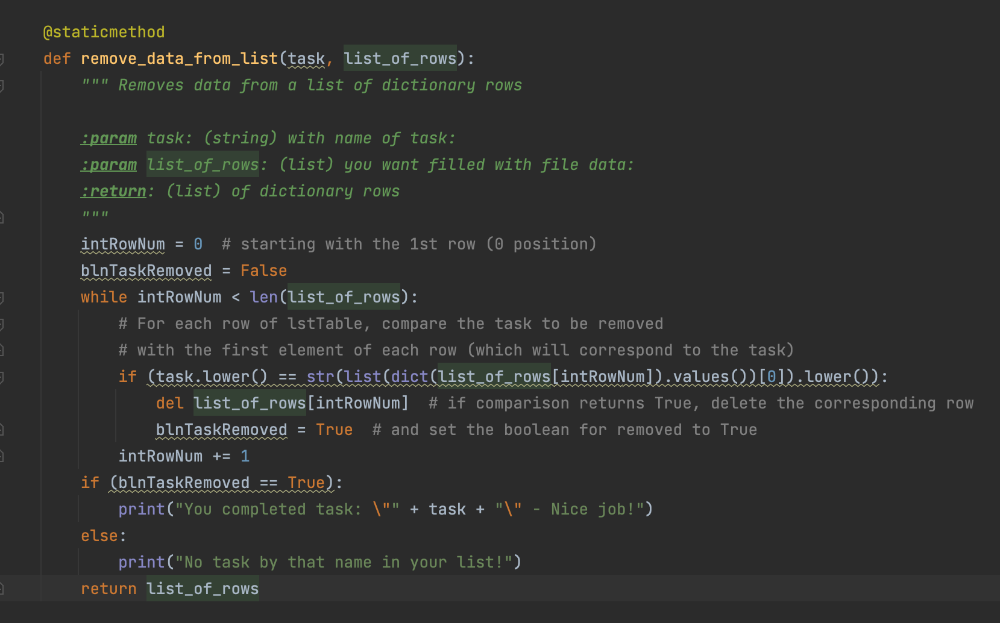 @staticmethod
def remove_data_from_list(task, list_of_rows):
    """ Removes data from a list of dictionary rows

    :param task: (string) with name of task:
    :param list_of_rows: (list) you want filled with file data:
    :return: (list) of dictionary rows
    """
    intRowNum = 0  # starting with the 1st row (0 position)
    blnTaskRemoved = False
    while intRowNum < len(list_of_rows):
        # For each row of lstTable, compare the task to be removed
        # with the first element of each row (which will correspond to the task)
        if (task.lower() == str(list(dict(list_of_rows[intRowNum]).values())[0]).lower()):
            del list_of_rows[intRowNum]  # if comparison returns True, delete the corresponding row
            blnTaskRemoved = True  # and set the boolean for removed to True
        intRowNum += 1
    if (blnTaskRemoved == True):
        print("You completed task: \"" + task + "\" - Nice job!")
    else:
        print("No task by that name in your list!")
    return list_of_rows